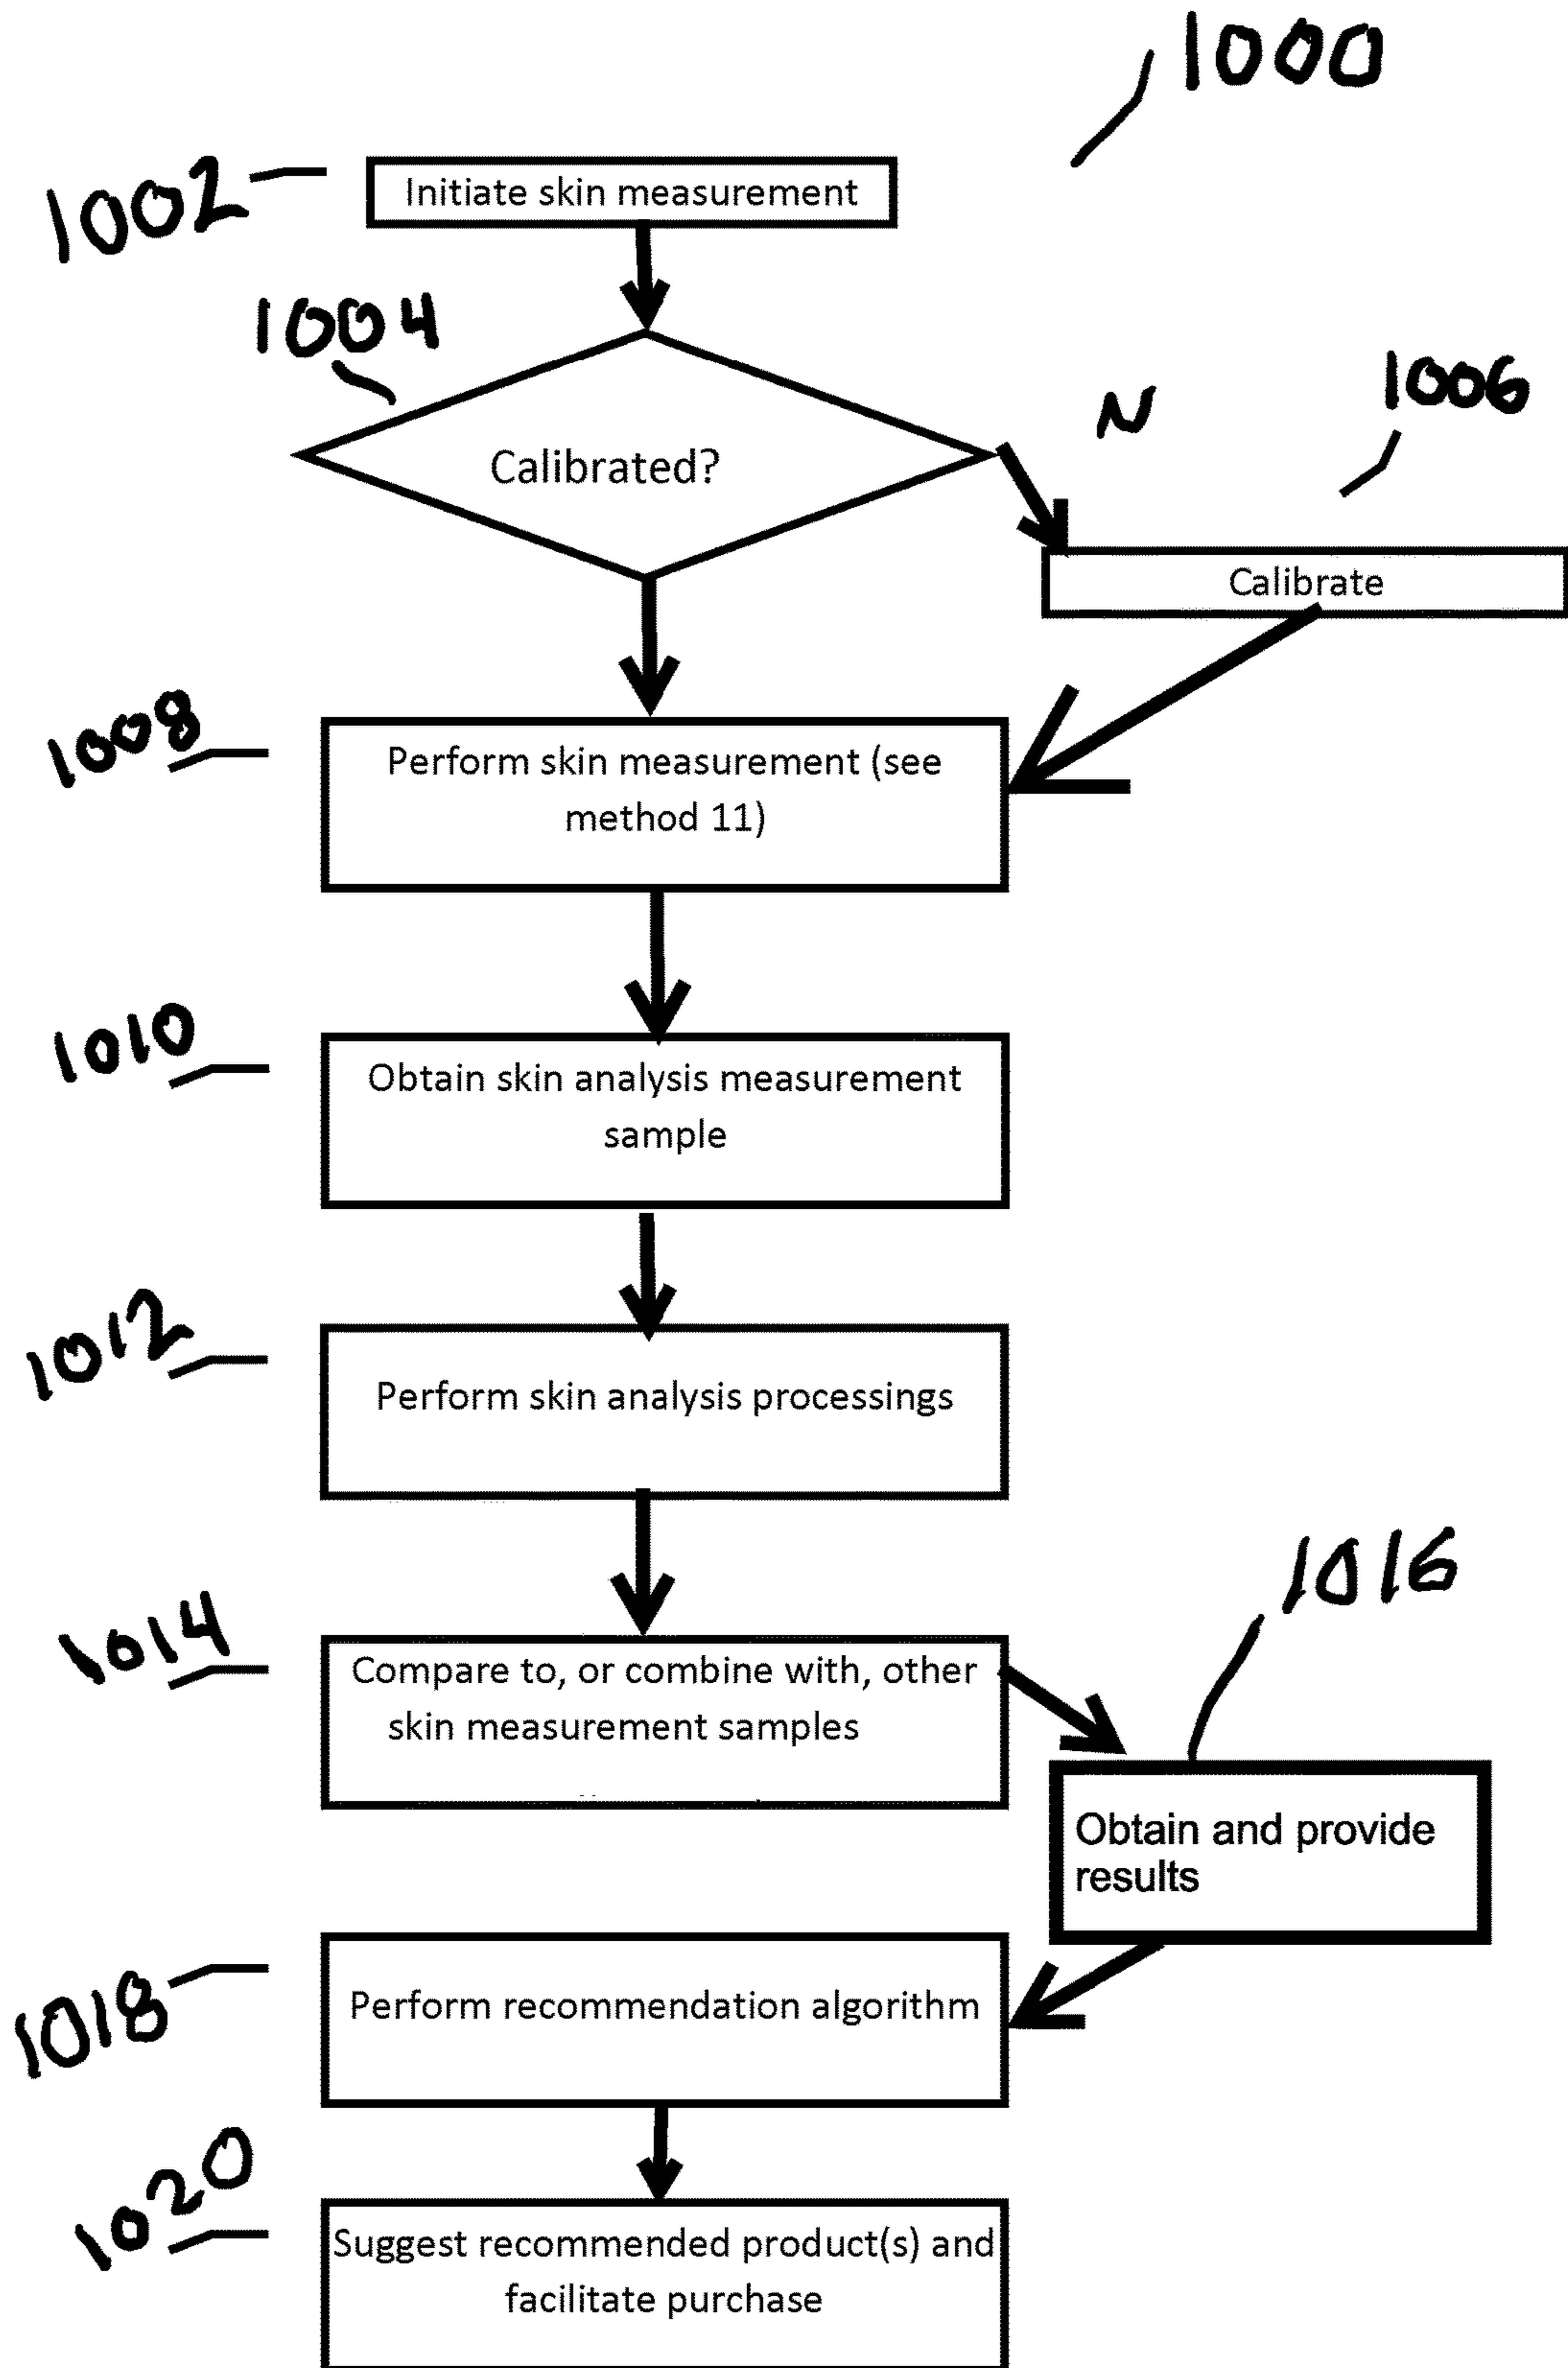 1000
1002
Initiate skin measurement
1004
Calibrated?
N
1006
Calibrate
1008
Perform skin measurement (see
method 11)
1010
Obtain skin analysis measurement
sample
1012
Perform skin analysis processings
1014
Compare to, or combine with, other
skin measurement samples
1016
Obtain and provide
results
1018
Perform recommendation algorithm
1020
Suggest recommended product(s) and
facilitate purchase